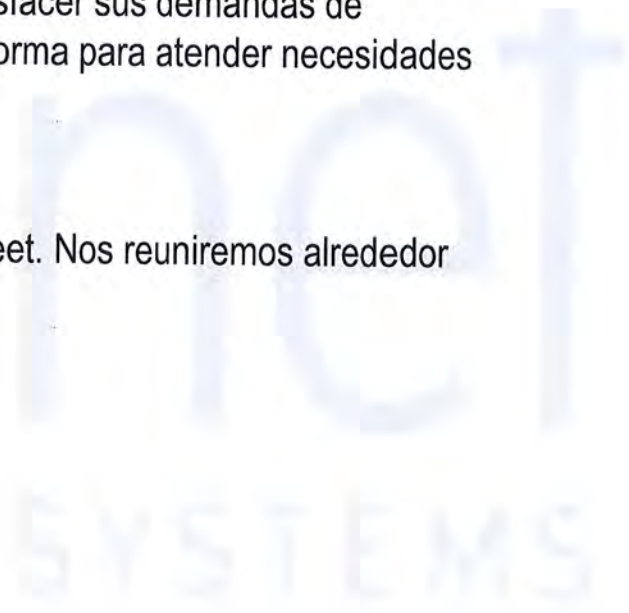 sfacer sus demandas de
orma para atender necesidades
eet. Nos reuniremos alrededor
net
SYSTEMS